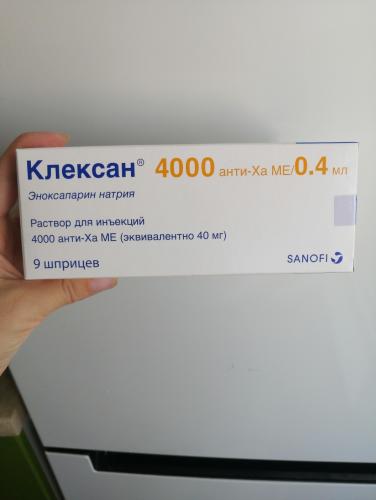 Клексан® 4000 анти-Ха МЕ/0.4 мл
Эноксапарин натрия
Раствор для инъекций
4000 анти-Ха МЕ (эквивалентно 40 мг)
9 шприцев
SANOFI